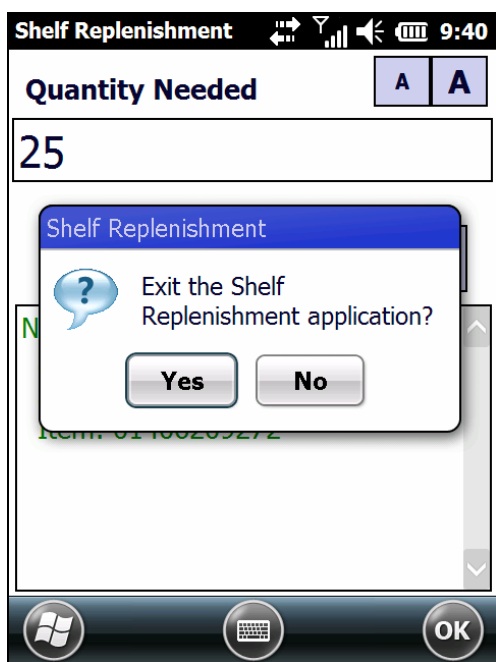 Shelf Replenishment 9:40
Quantity Needed A A
25
Shelf Replenishment
?
Exit the Shelf
Replenishment application?
Yes No
N
OK